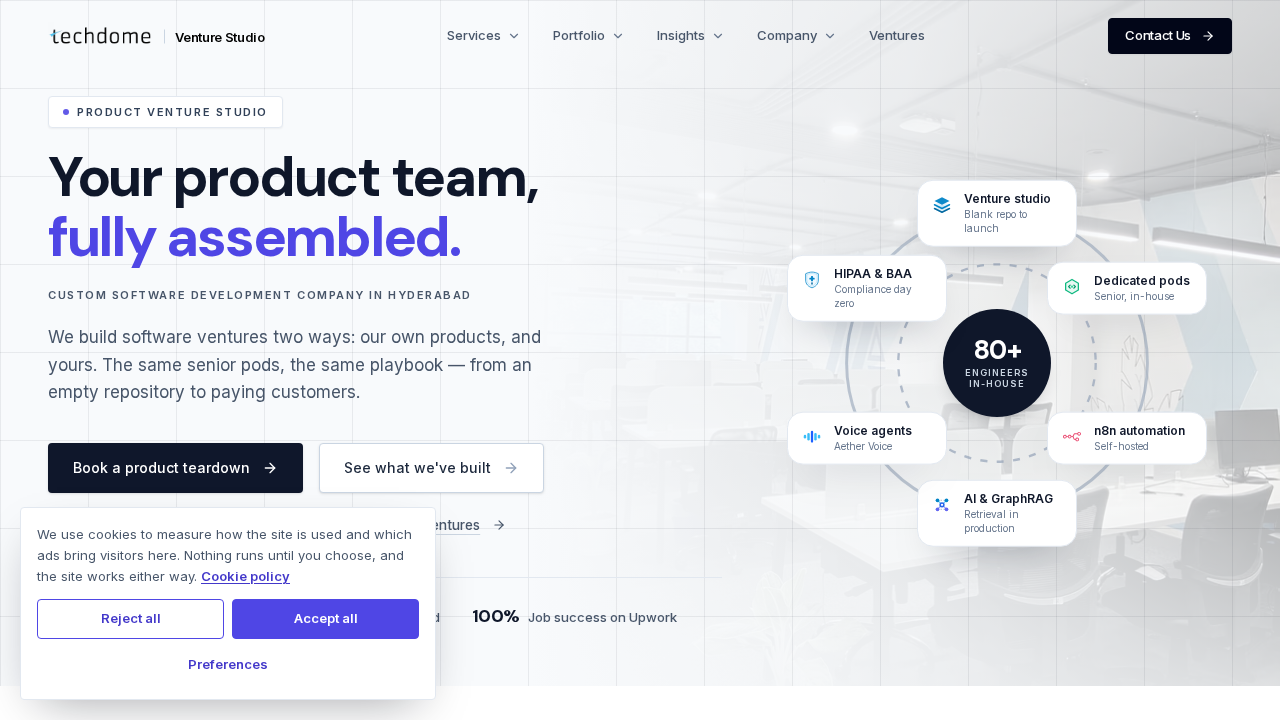 techdome
Venture Studio
Services
Portfolio
Insights
Company
Ventures
Contact Us
PRODUCT VENTURE STUDIO
Your product team,
fully assembled.
CUSTOM SOFTWARE DEVELOPMENT COMPANY IN HYDERABAD
We build software ventures two ways: our own products, and
yours. The same senior pods, the same playbook — from an
empty repository to paying customers.
Book a product teardown
See what we've built
Venture studio
Blank repo to
launch
HIPAA & BAA
Compliance day
zero
Dedicated pods
Senior, in-house
80+
ENGINEERS
IN-HOUSE
Voice agents
Aether Voice
n8n automation
Self-hosted
AI & GraphRAG
Retrieval in
production
100% Job success on Upwork
We use cookies to measure how the site is used and which
ads bring visitors here. Nothing runs until you choose, and
the site works either way. Cookie policy
Reject all
Accept all
Preferences